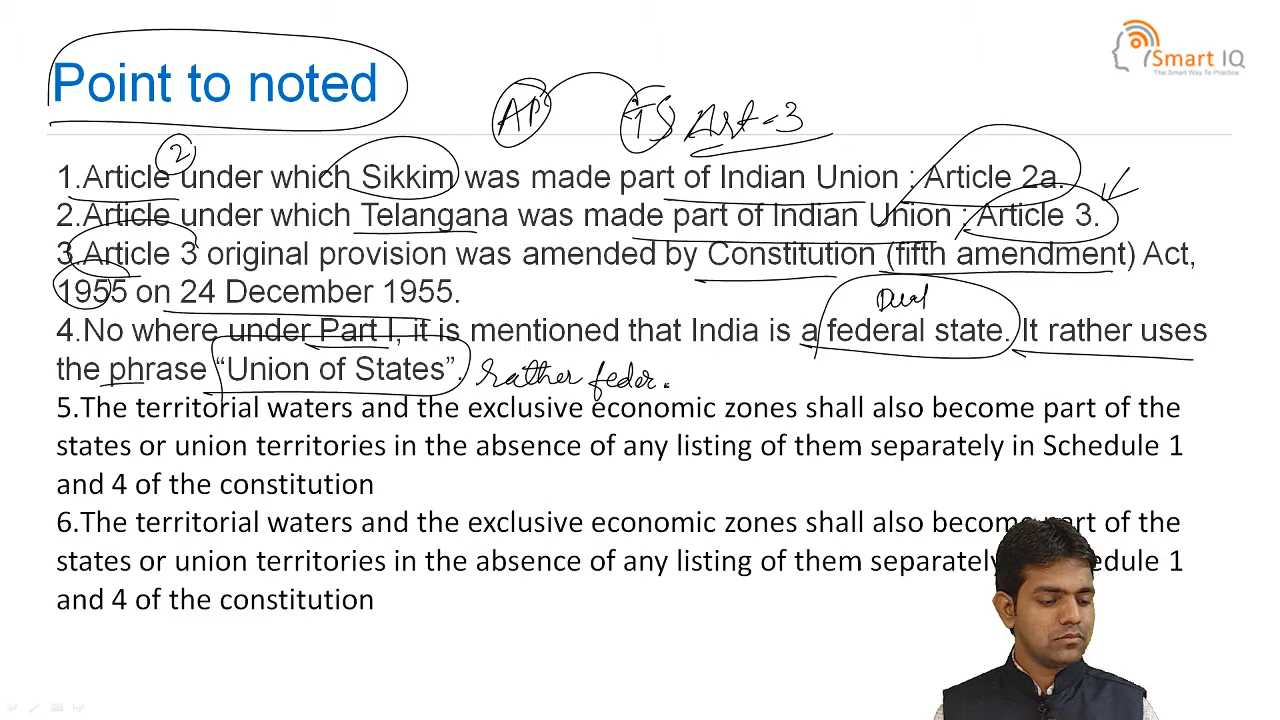 Smart IQ
The Smart Way To Practice
Point to noted
AP TS Art-3
2
1.Article under which Sikkim was made part of Indian Union : Article 2a.
2.Article under which Telangana was made part of Indian Union : Article 3.
3.Article 3 original provision was amended by Constitution (fifth amendment) Act,
1955 on 24 December 1955.
4.No where under Part I, it is mentioned that India is a federal state. It rather uses
the phrase “Union of States”. rather feder
5.The territorial waters and the exclusive economic zones shall also become part of the
states or union territories in the absence of any listing of them separately in Schedule 1
and 4 of the constitution
6.The territorial waters and the exclusive economic zones shall also become part of the
states or union territories in the absence of any listing of them separately edule 1
and 4 of the constitution